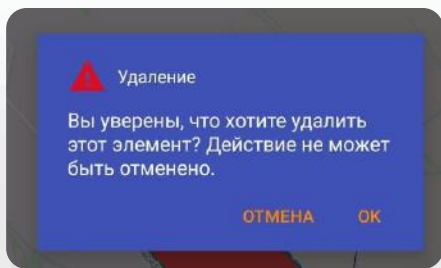 Удаление
Вы уверены, что хотите удалить
этот элемент? Действие не может
быть отменено.
ОТМЕНА ОК